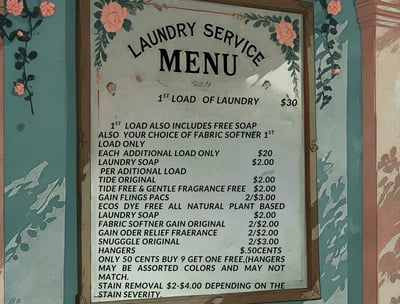 LAUNDRY SERVICE
MENU
1ST LOAD OF LAUNDRY $30
1ST LOAD ALSO INCLUDES FREE SOAP
ALSO YOUR CHOICE OF FABRIC SOFTNER 1ST
LOAD ONLY
EACH ADDITIONAL LOAD ONLY $20
LAUNDRY SOAP $2.00
PER ADITIONAL LOAD
TIDE ORIGINAL $2.00
TIDE FREE & GENTLE FRAGRANCE FREE $2.00
GAIN FLINGS PACS 2/$3.00
ECOS DYE FREE ALL NATURAL PLANT BASED
LAUNDRY SOAP $2.00
FABRIC SOFTNER GAIN ORIGINAL 2/$2.00
GAIN ODER RELIEF FRAERANCE 2/$2.00
SNUGGGLE ORIGINAL 2/$3.00
HANGERS $.50CENTS
ONLY 50 CENTS BUY 9 GET ONE FREE,(HANGERS
MAY BE ASSORTED COLORS AND MAY NOT
MATCH.
STAIN REMOVAL $2-$4.00 DEPENDING ON THE
STAIN SEVERITY.